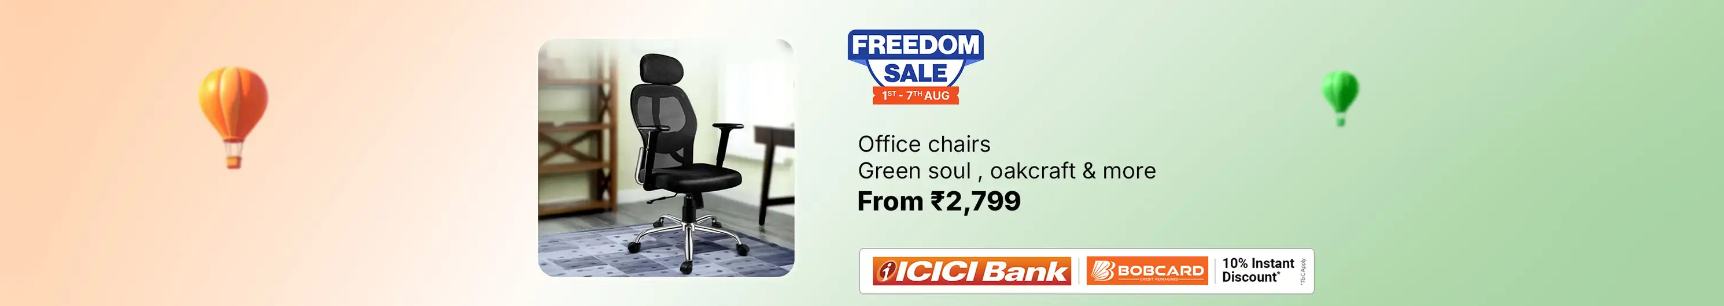 FREEDOM
SALE
1ST - 7TH AUG
Office chairs
Green soul , oakcraft & more
From ₹2,799
ICICI Bank
BOBCARD
10% Instant
Discount*